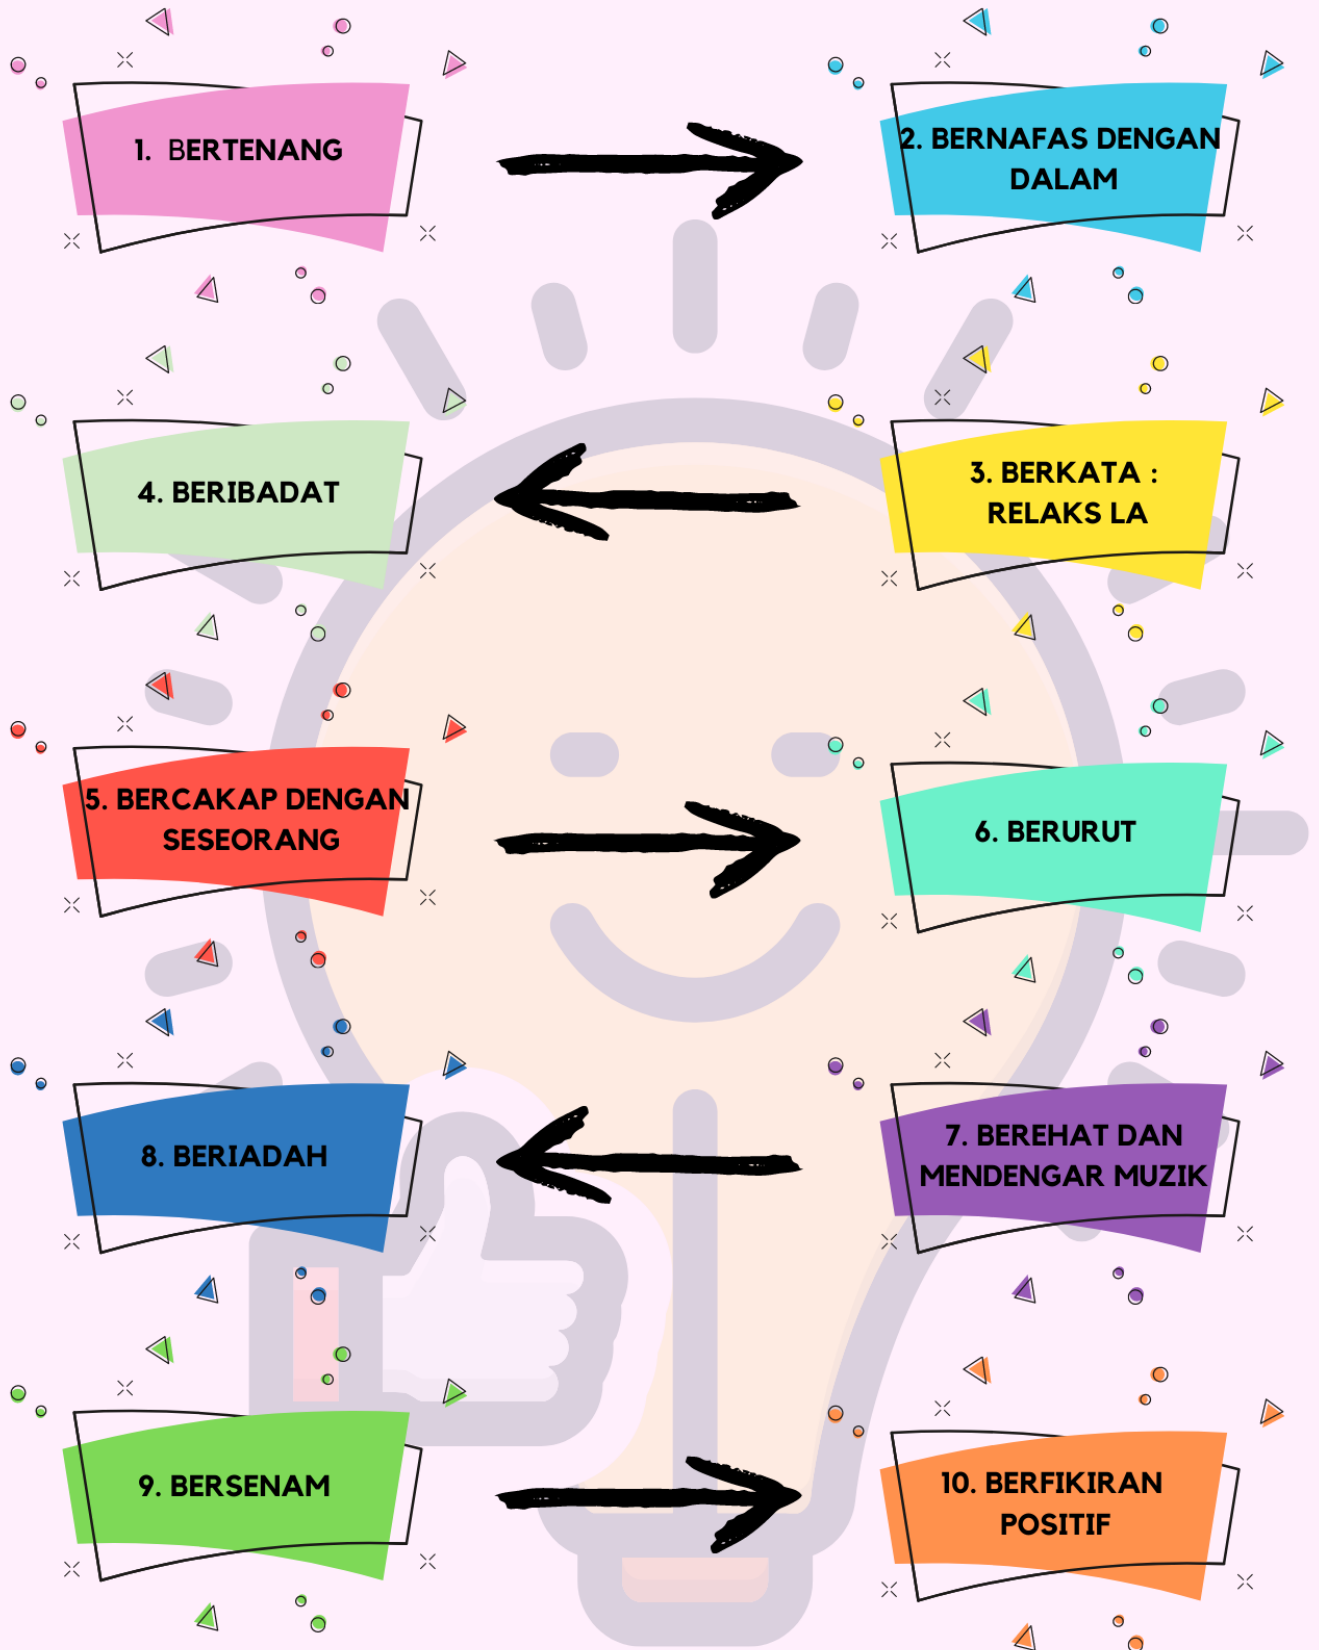 1. BERTENANG
2. BERNAFAS DENGAN
DALAM
3. BERKATA :
RELAKS LA
4. BERIBADAT
5. BERCAKAP DENGAN
SESEORANG
6. BERURUT
7. BEREHAT DAN
MENDENGAR MUZIK
8. BERIADAH
9. BERSENAM
10. BERFIKIRAN
POSITIF